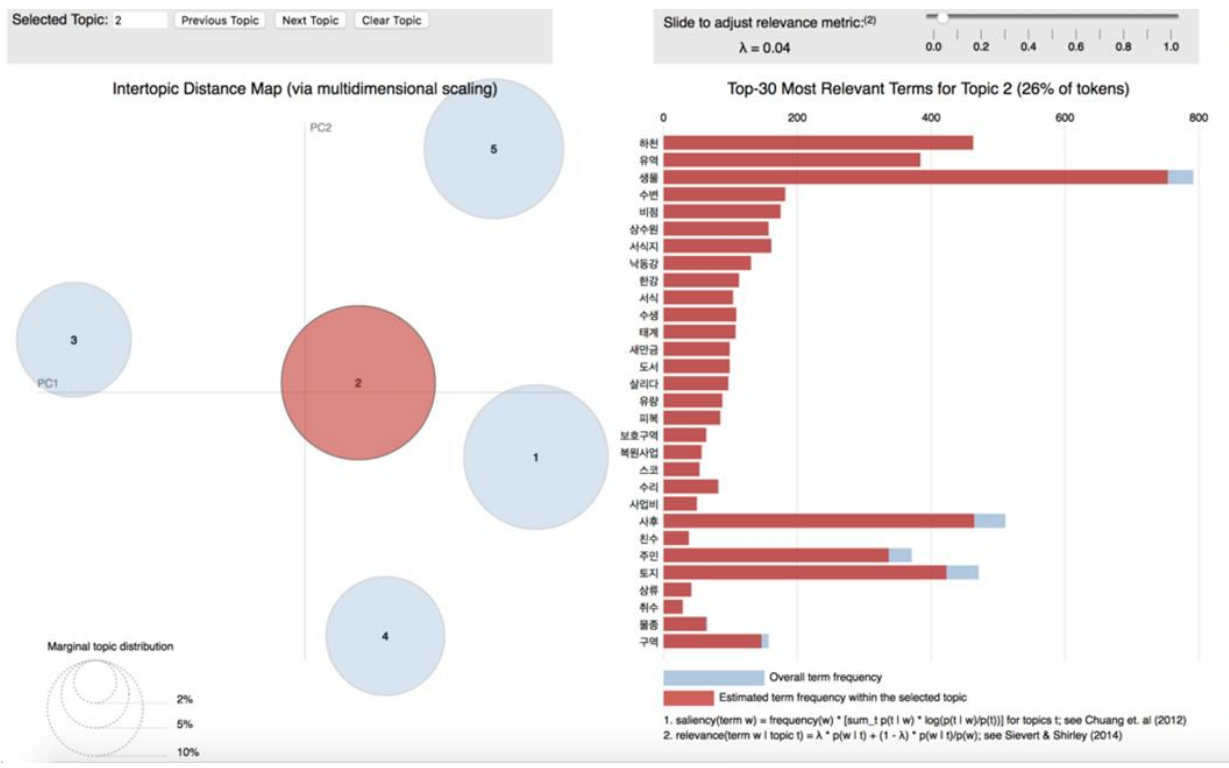 Selected Topic: 2 Previous Topic Next Topic Clear Topic
Slide to adjust relevance metric:(2)
λ = 0.04
0.0 0.2 0.4 0.6 0.8 1.0
Intertopic Distance Map (via multidimensional scaling)
PC2
PC1
5
3
2
1
4
Marginal topic distribution
2%
5%
10%
Top-30 Most Relevant Terms for Topic 2 (26% of tokens)
0 200 400 600 800
하천
유역
생물
수변
비점
상수원
서식지
낙동강
한강
서식
수생
태계
새만금
도서
살리다
유량
피복
보호구역
복원사업
스코
수리
사업비
사후
친수
주민
토지
상류
취수
물종
구역
Overall term frequency
Estimated term frequency within the selected topic
1. saliency(term w) = frequency(w) * [sum_t p(t | w) * log(p(t | w)/p(t))] for topics t; see Chuang et. al (2012)
2. relevance(term w | topic t) = λ * p(w | t) + (1 - λ) * p(w | t)/p(w); see Sievert & Shirley (2014)